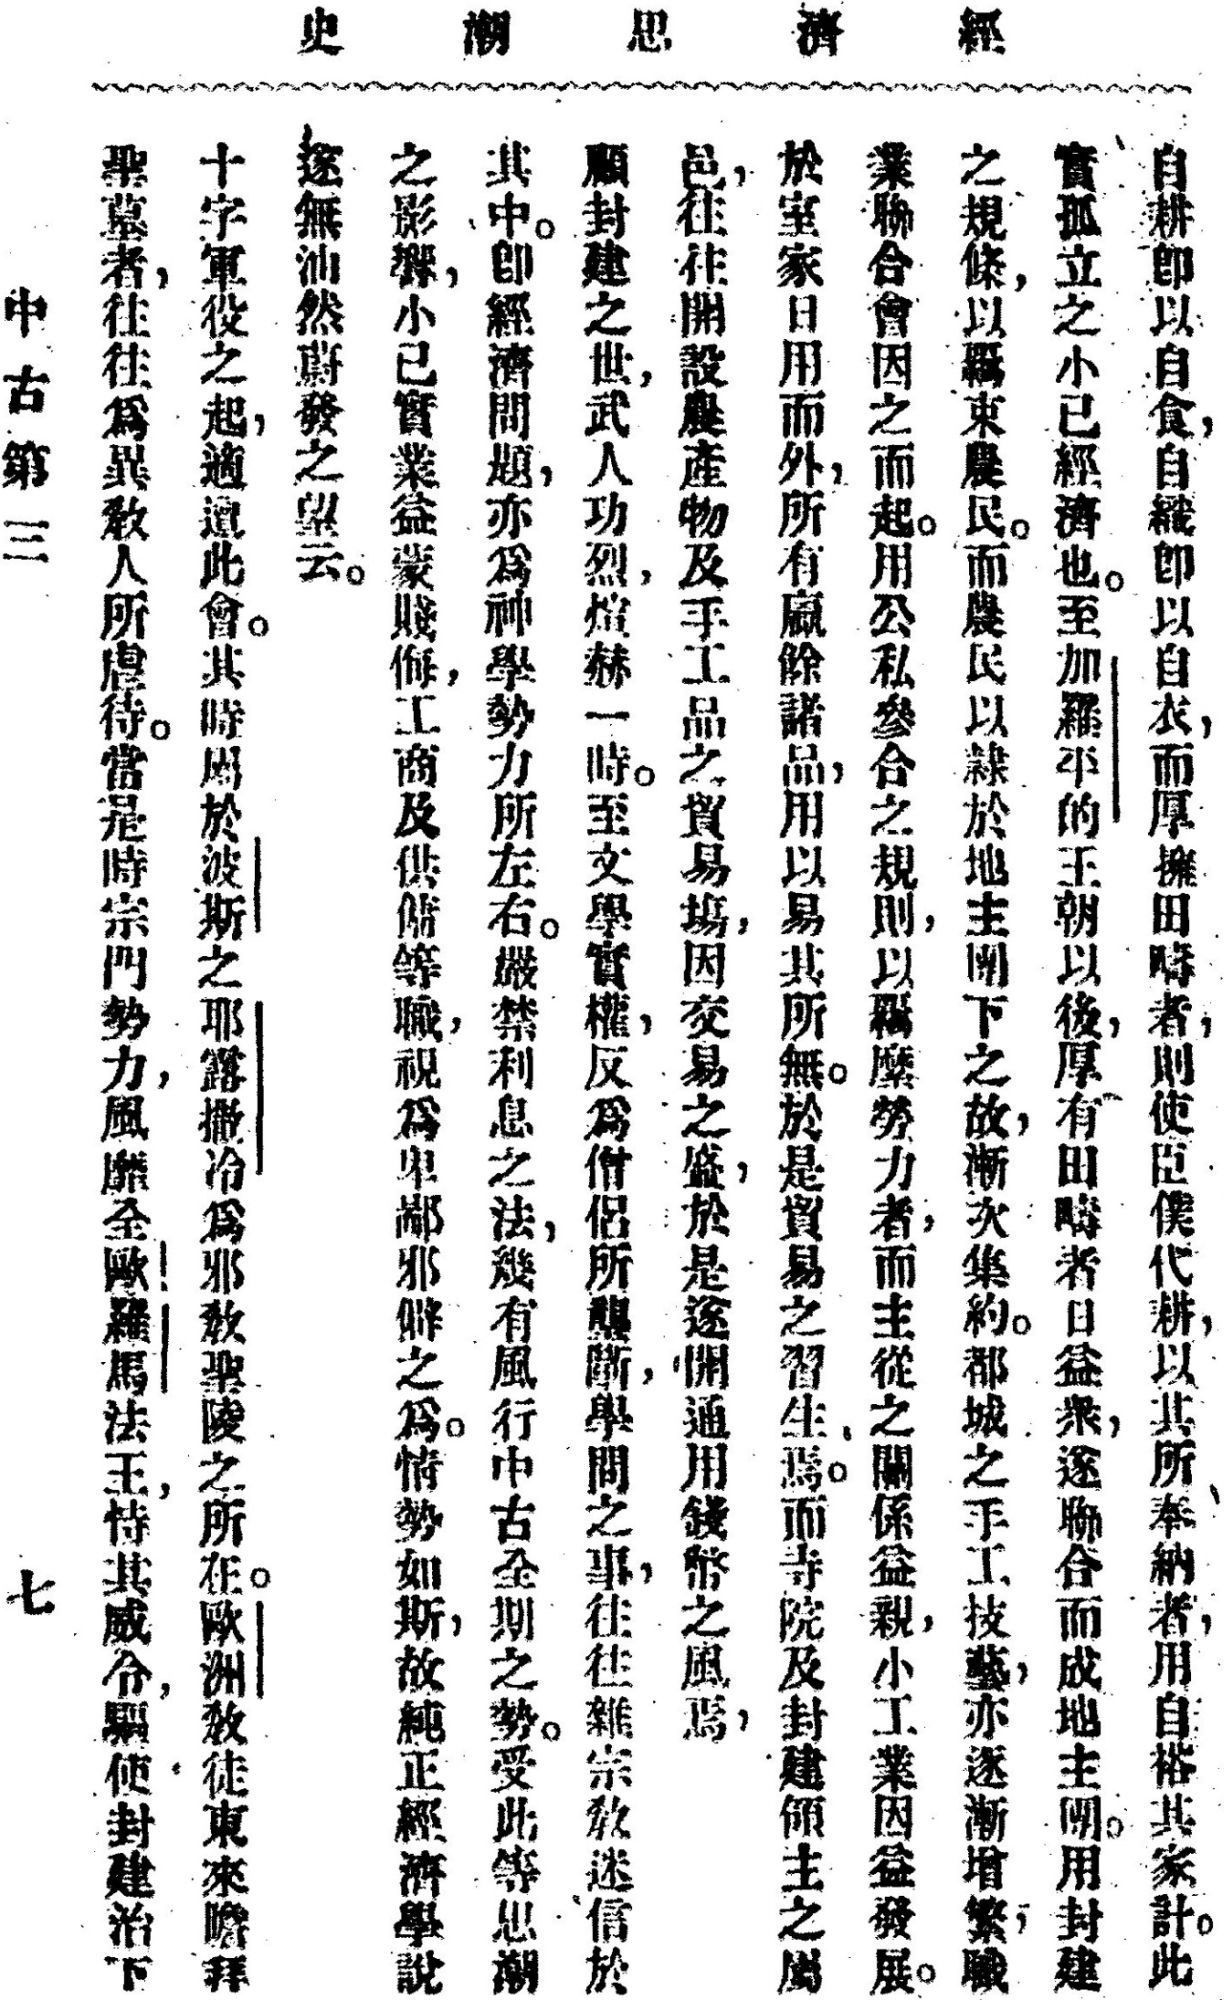 經濟思潮史
自耕卽以自食，自織卽以自衣，而厚擁田疇者，則使臣僕代耕，以其所奉納者，用自裕其家計。此
實孤立之小已經濟也。至加羅平的王朝以後，厚有田疇者日益衆，遂聯合而成地主團。用封建
之規條，以羈束農民。而農民以隷於地主團下之故，漸次集約。都城之手工技藝，亦逐漸增繁，職
業聯合會因之而起。用公私參合之規則，以羈縻勞力者，而主從之關係益親，小工業因益發展。
於室家日用而外，所有贏餘諸品，用以易其所無。於是貿易之習生焉。而寺院及封建領主之屬
邑，往往開設農產物及手工品之貿易塲，因交易之盛，於是遂開通用錢幣之風焉，
顧封建之世，武人功烈，煊赫一時。至文學實權，反爲僧侶所壟斷，學問之事，往往雜宗敎迷信於
其中。卽經濟問題，亦爲神學勢力所左右。嚴禁利息之法，幾有風行中古全期之勢。受此等思潮
之影響，小已實業益蒙賤侮，工商及供傭等職，視爲卑鄙邪僻之爲。情勢如斯，故純正經濟學說
遂無油然蔚發之望云。
十字軍役之起，適遭此會。其時屬於波斯之耶露撒冷爲邪敎聖陵之所在。歐洲敎徒東來瞻拜
聖墓者，往往爲異敎人所虐待。當是時宗門勢力，風靡全歐羅馬法王，恃其威令，驅使封建治下
中古第三
七